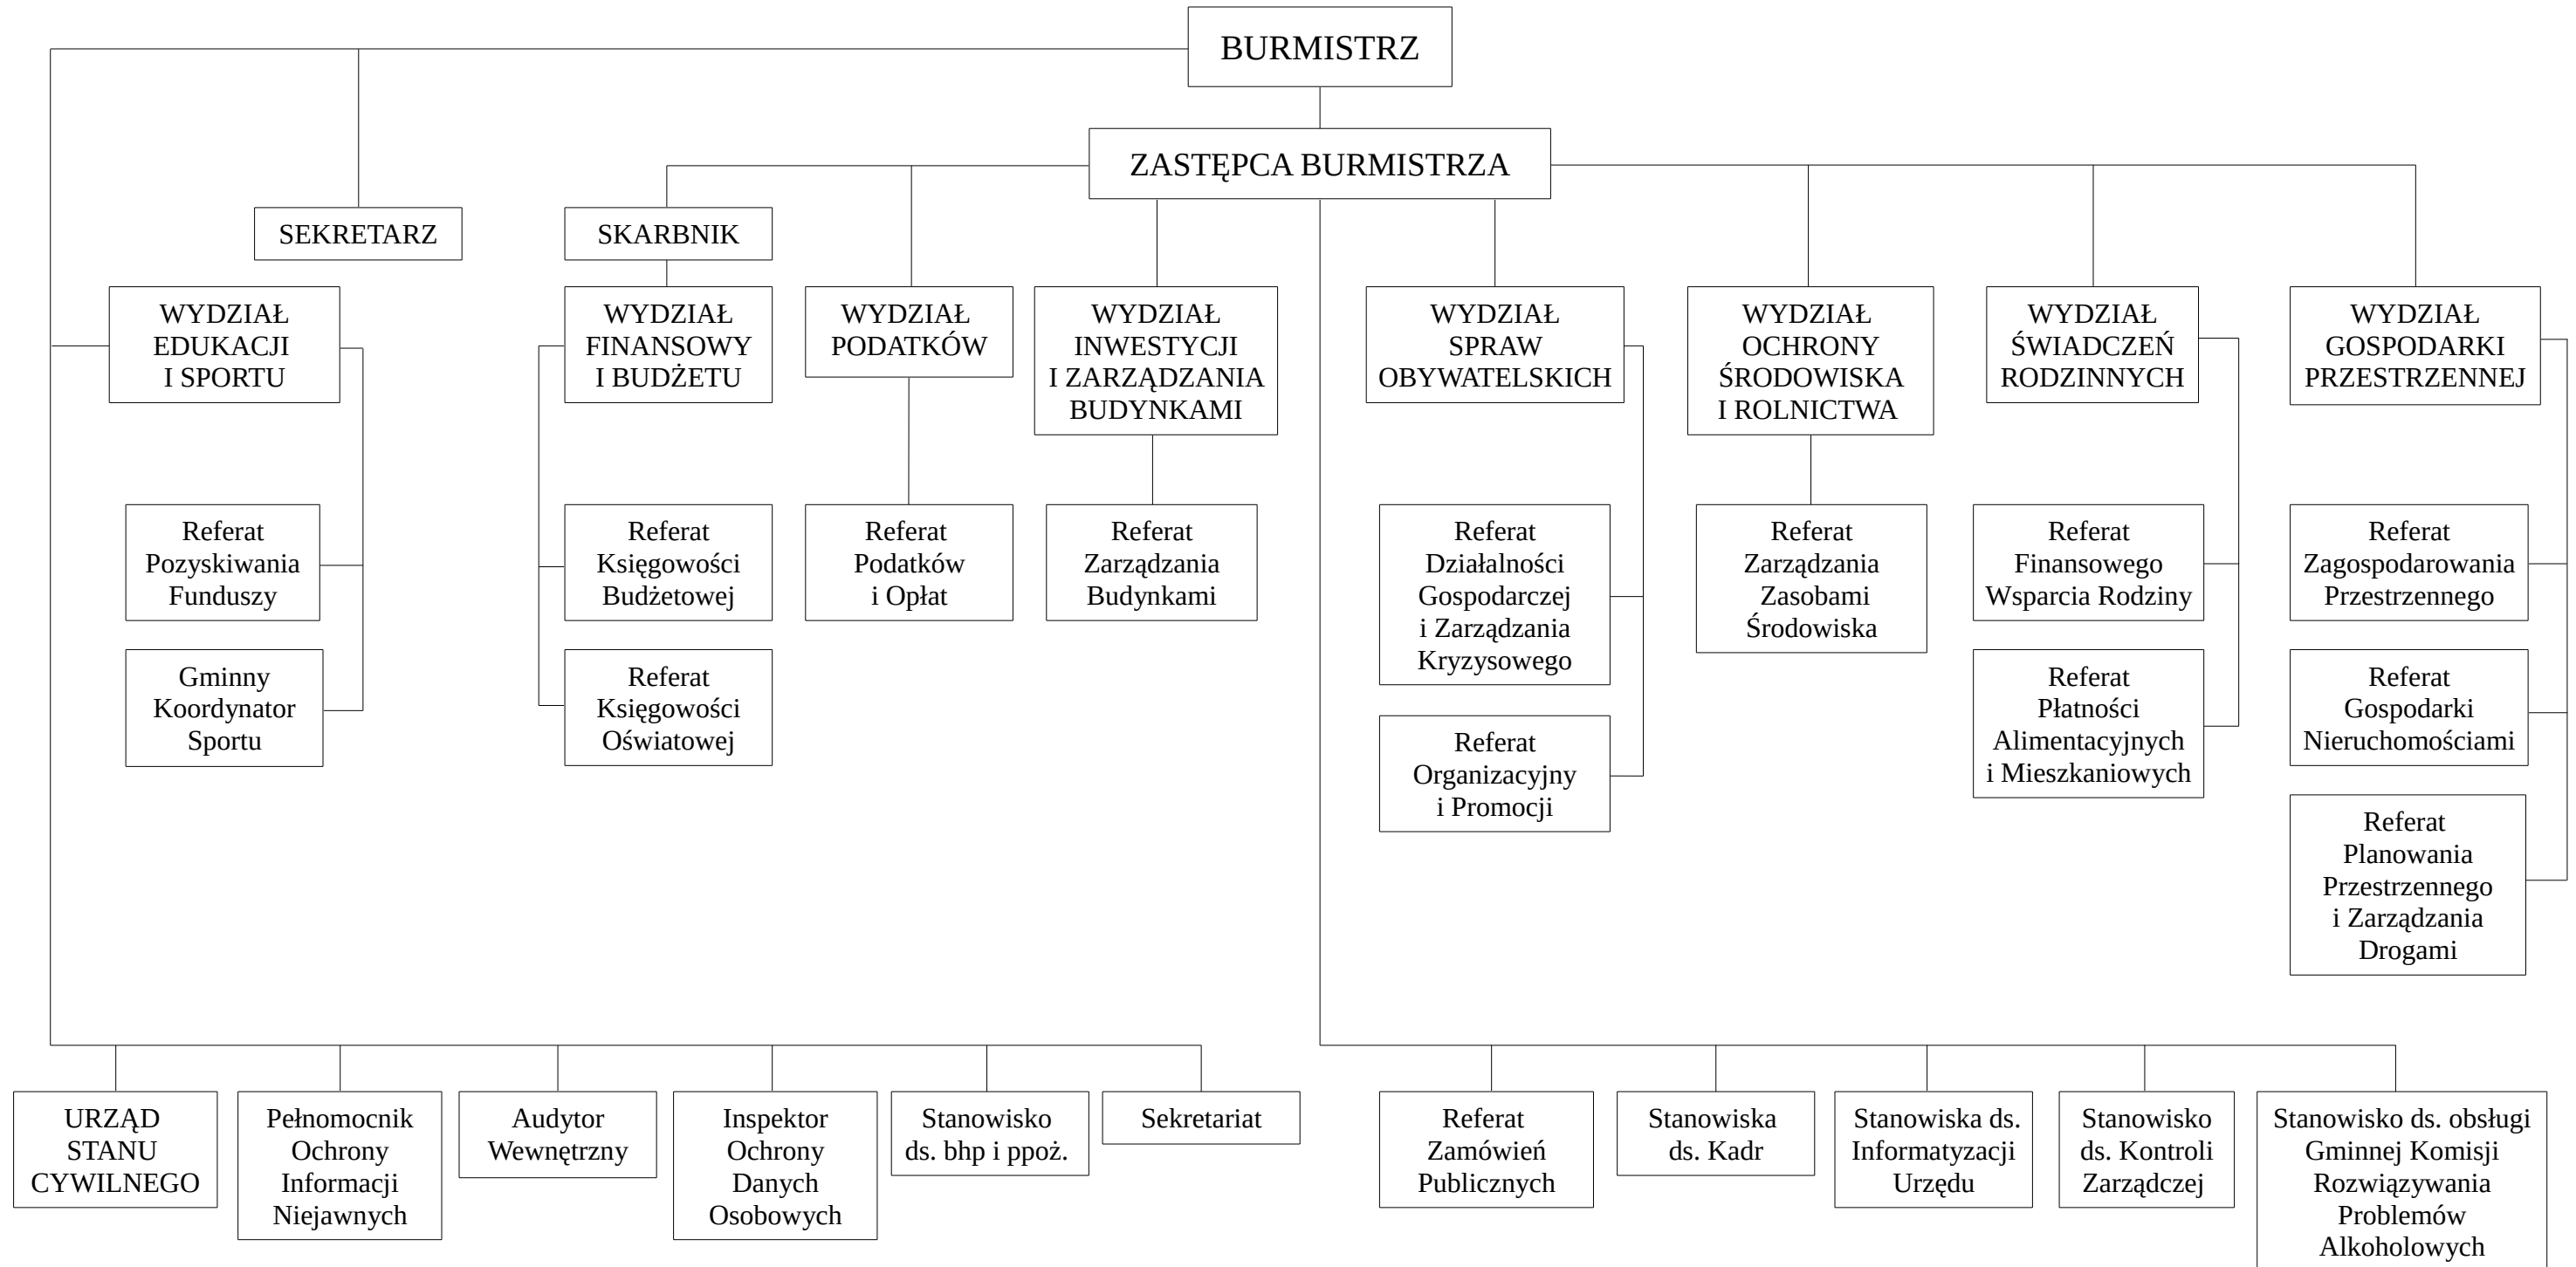 BURMISTRZ
ZASTĘPCA BURMISTRZA
SEKRETARZ
SKARBNIK
WYDZIAŁ
EDUKACJI
I SPORTU
WYDZIAŁ
FINANSOWY
I BUDŻETU
WYDZIAŁ
PODATKÓW
WYDZIAŁ
INWESTYCJI
I ZARZĄDZANIA
BUDYNKAMI
WYDZIAŁ
SPRAW
OBYWATELSKICH
WYDZIAŁ
OCHRONY
ŚRODOWISKA
I ROLNICTWA
WYDZIAŁ
ŚWIADCZEŃ
RODZINNYCH
WYDZIAŁ
GOSPODARKI
PRZESTRZENNEJ
Referat
Pozyskiwania
Funduszy
Referat
Księgowości
Budżetowej
Referat
Podatków
i Opłat
Referat
Zarządzania
Budynkami
Referat
Działalności
Gospodarczej
i Zarządzania
Kryzysowego
Referat
Zarządzania
Zasobami
Środowiska
Referat
Finansowego
Wsparcia Rodziny
Referat
Zagospodarowania
Przestrzennego
Gminny
Koordynator
Sportu
Referat
Księgowości
Oświatowej
Referat
Organizacyjny
i Promocji
Referat
Płatności
Alimentacyjnych
i Mieszkaniowych
Referat
Gospodarki
Nieruchomościami
Referat
Planowania
Przestrzennego
i Zarządzania
Drogami
URZĄD
STANU
CYWILNEGO
Pełnomocnik
Ochrony
Informacji
Niejawnych
Audytor
Wewnętrzny
Inspektor
Ochrony
Danych
Osobowych
Stanowisko
ds. bhp i ppoż.
Sekretariat
Referat
Zamówień
Publicznych
Stanowiska
ds. Kadr
Stanowiska ds.
Informatyzacji
Urzędu
Stanowisko
ds. Kontroli
Zarządczej
Stanowisko ds. obsługi
Gminnej Komisji
Rozwiązywania
Problemów
Alkoholowych